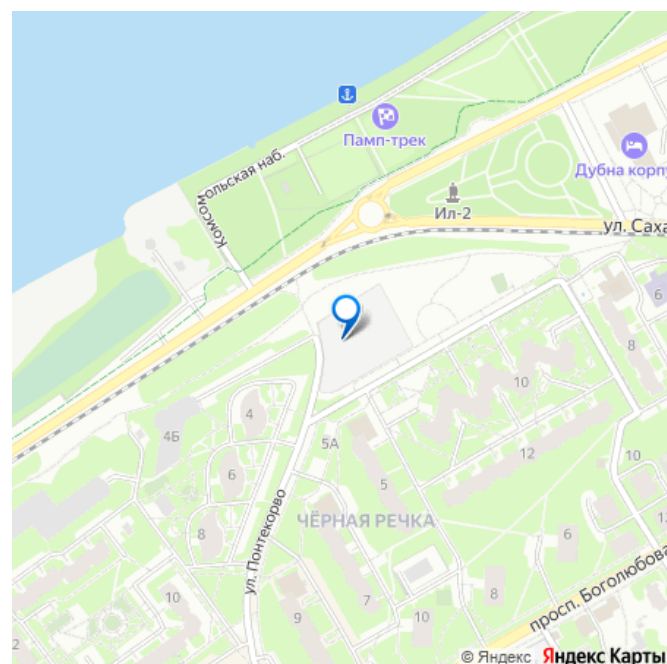 Памп-трек
Комсомольская наб.
Ил-2
Дубна корпу
ул. Саха
6
8
10
4
4Б
5А
12
6
5
10
ЧЁРНАЯ РЕЧКА
ул. Понтекорво
8
6
12
10
9
7
10
8
просп. Боголюбова
© Яндекс Яндекс Карты